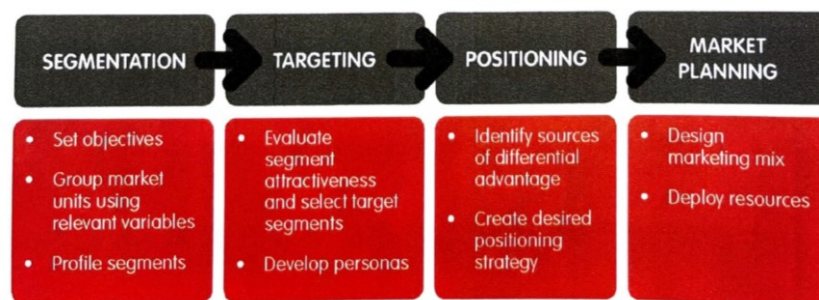 SEGMENTATION
TARGETING
POSITIONING
MARKET
PLANNING
• Set objectives
• Group market
units using
relevant variables
• Profile segments
• Evaluate
segment
attractiveness
and select target
segments
• Develop personas
• Identify sources
of differential
advantage
• Create desired
positioning
strategy
• Design
marketing mix
• Deploy resources